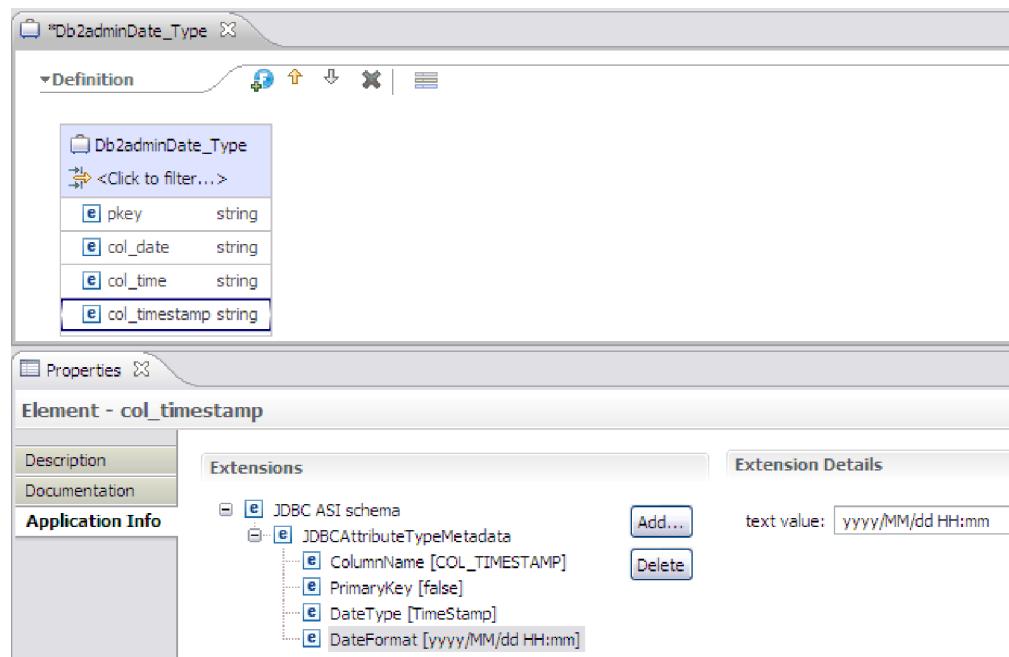 *Db2adminDate_Type
Definition
Db2adminDate_Type
<Click to filter...>
pkey string
col_date string
col_time string
col_timestamp string
Properties
Element - col_timestamp
Description
Documentation
Application Info
Extensions
JDBC ASI schema
JDBCAttributeTypeMetadata
ColumnName [COL_TIMESTAMP]
PrimaryKey [false]
DateType [TimeStamp]
DateFormat [yyyy/MM/dd HH:mm]
Add...
Delete
Extension Details
text value: yyyy/MM/dd HH:mm